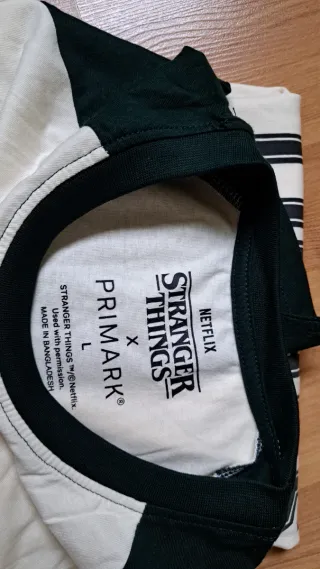 NETFLIX
STRANGER
THINGS
X
PRIMARK®
L
STRANGER THINGS ™/©Netflix.
Used with permission.
MADE IN BANGLADESH